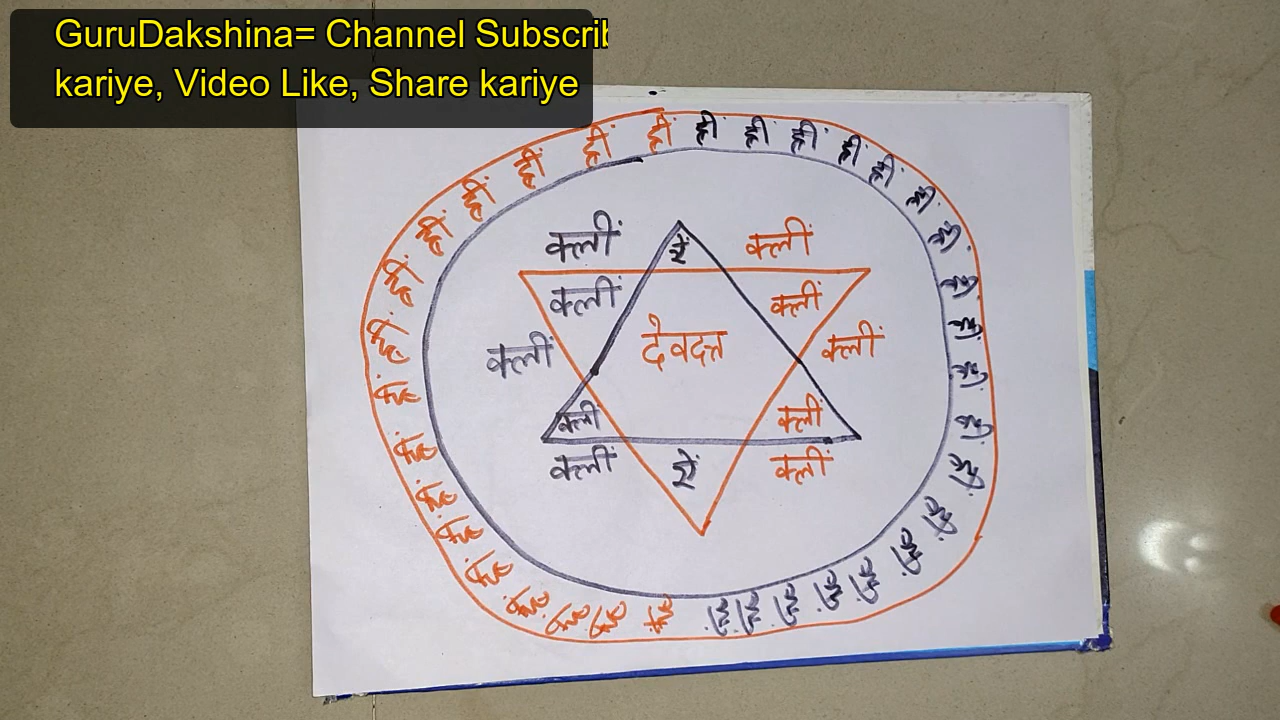 GuruDakshina= Channel Subscrib
kariye, Video Like, Share kariye
ह्रीं ह्रीं ह्रीं ह्रीं ह्रीं ह्रीं ह्रीं ह्रीं ह्रीं ह्रीं ह्रीं ह्रीं ह्रीं ह्रीं ह्रीं ह्रीं ह्रीं ह्रीं ह्रीं ह्रीं ह्रीं ह्रीं ह्रीं ह्रीं ह्रीं ह्रीं ह्रीं ह्रीं ह्रीं ह्रीं ह्रीं ह्रीं ह्रीं ह्रीं ह्रीं ह्रीं
क्लीं ऐं क्लीं
क्लीं क्लीं
क्लीं देवदत्त क्लीं
क्लीं क्लीं
क्लीं ऐं क्लीं